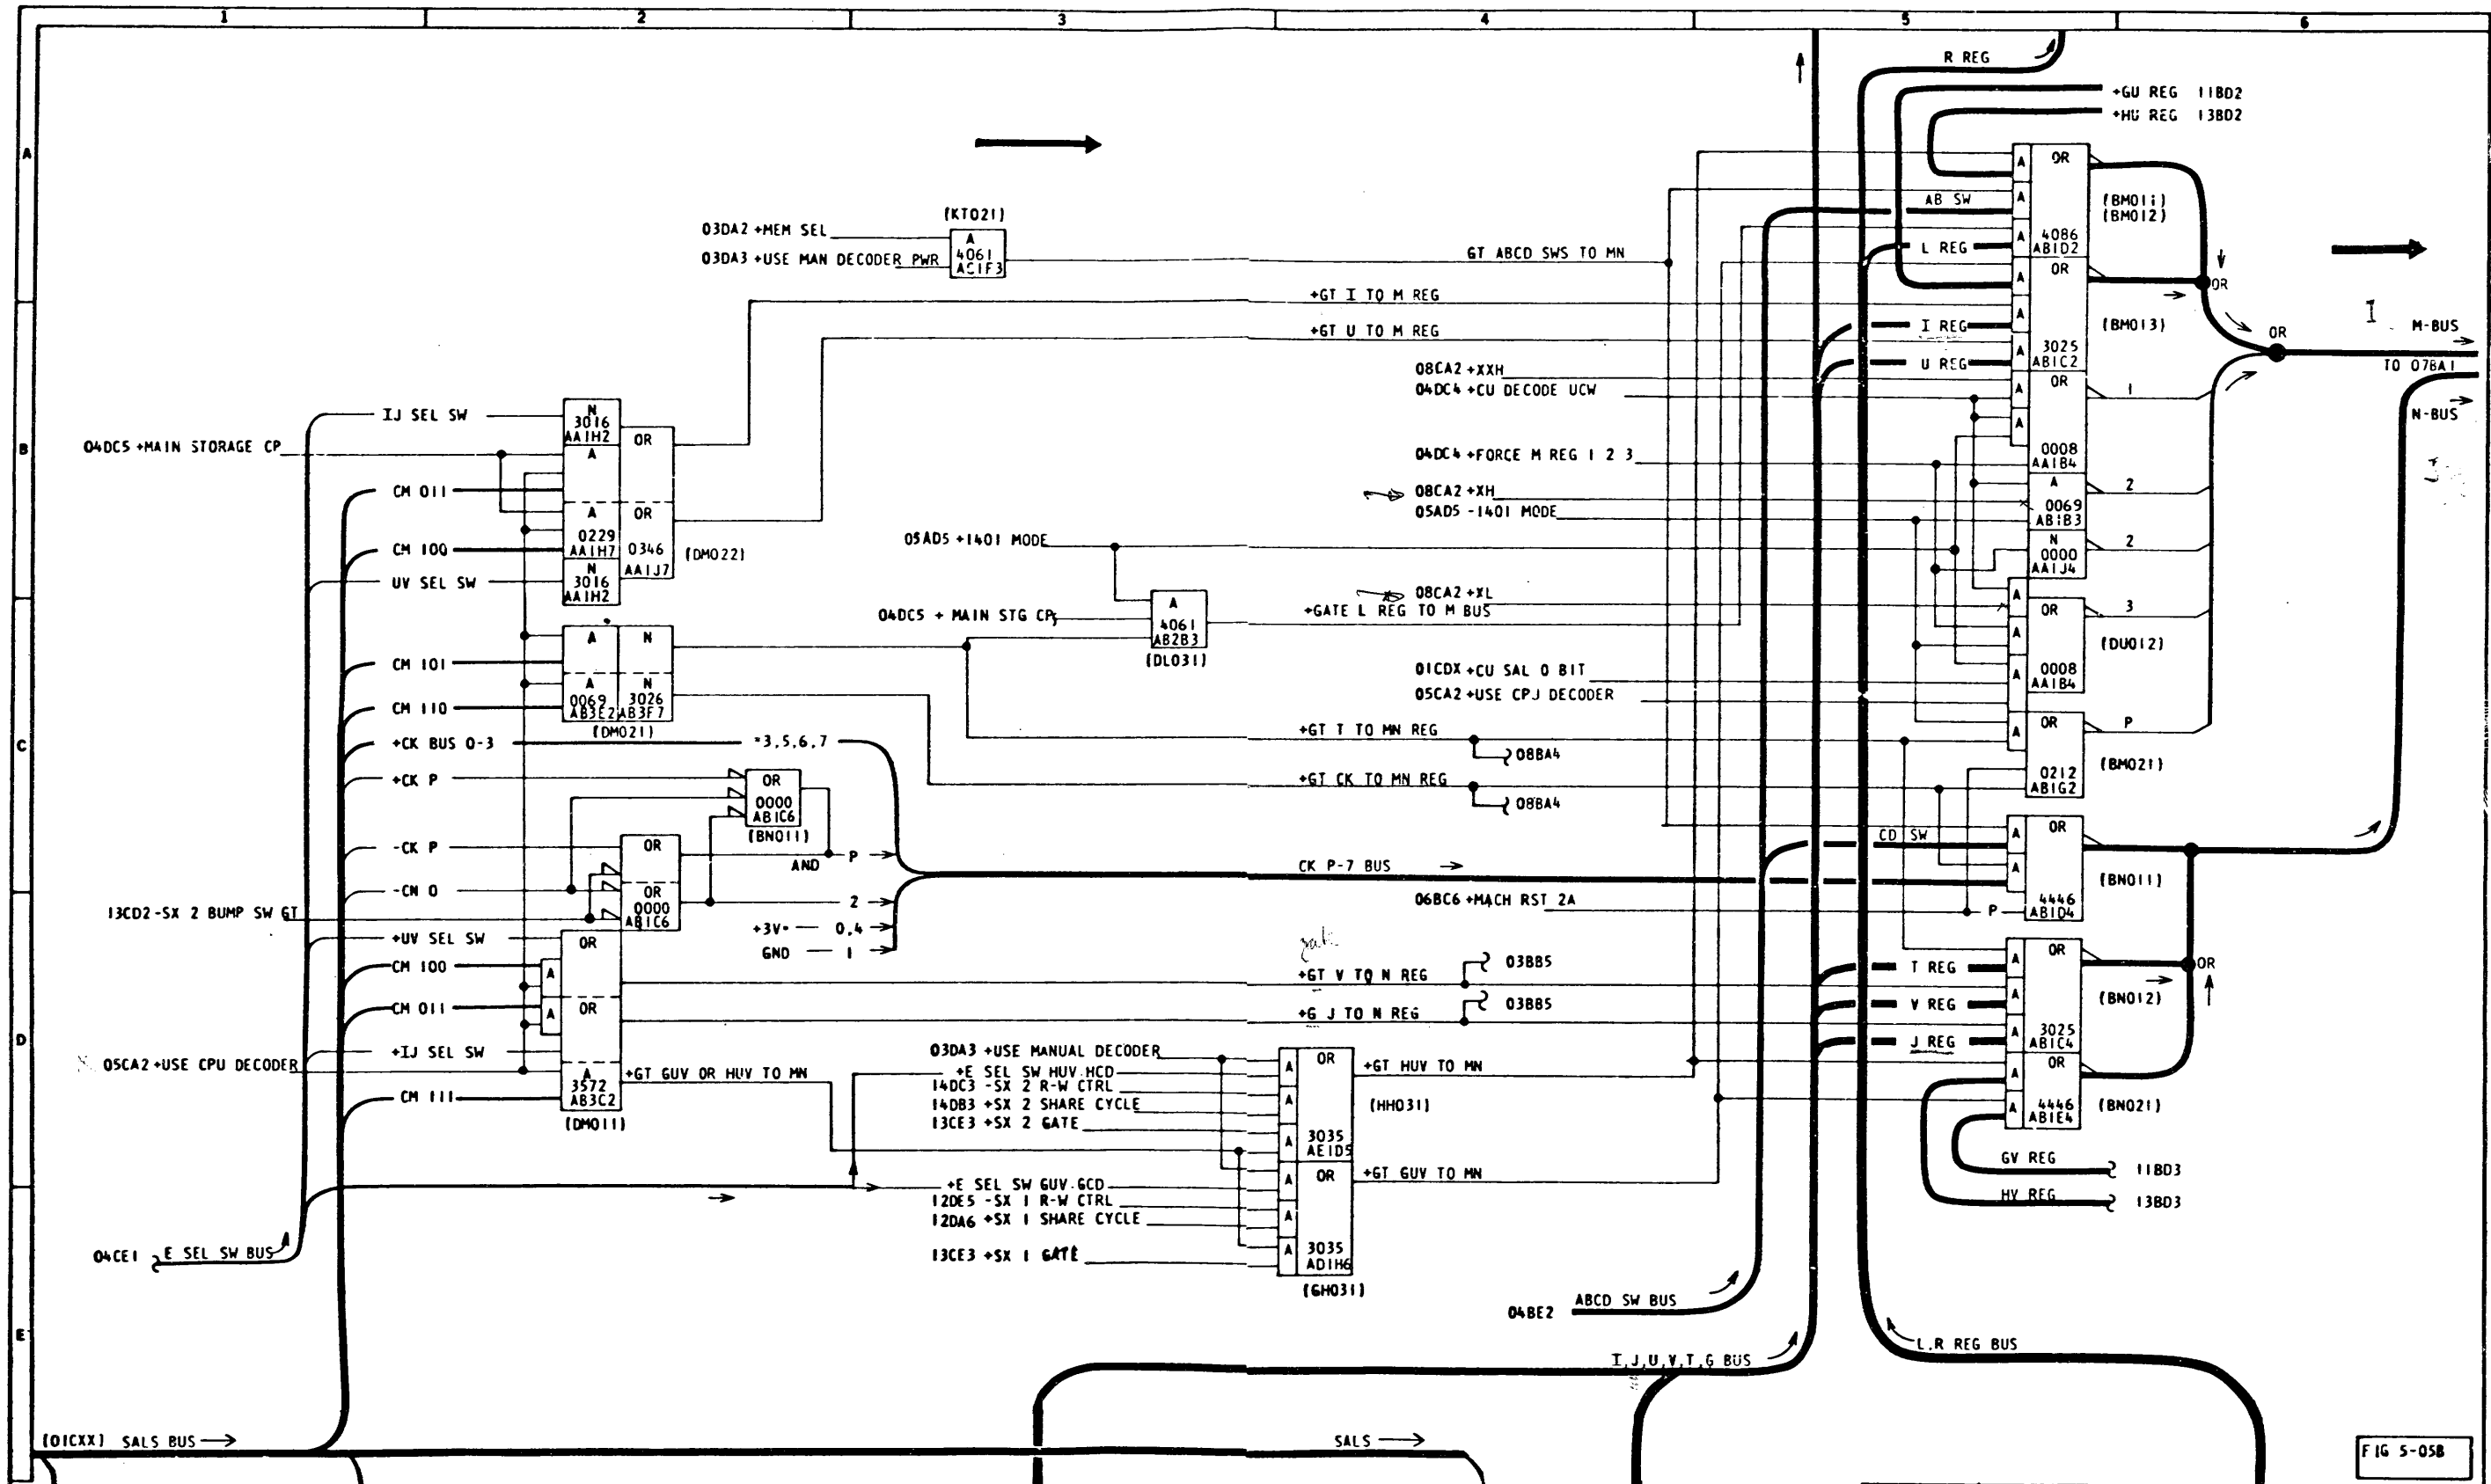 1 2 3 4 5 6
A
B
C
D
E
R REG
+GU REG 11BD2
+HU REG 13BD2
(KT021)
03DA2 +MEM SEL
03DA3 +USE MAN DECODER PWR
A
4061
AC1F3
GT ABCD SWS TO MN
+GT I TO M REG
+GT U TO M REG
08CA2 +XXH
04DC4 +CU DECODE UCW
04DC4 +FORCE M REG 1 2 3
08CA2 +XH
05AD5 -1401 MODE
08CA2 +XL
+GATE L REG TO M BUS
01CDX +CU SAL 0 BIT
05CA2 +USE CPJ DECODER
+GT T TO MN REG
08BA4
+GT CK TO MN REG
08BA4
IJ SEL SW
04DC5 +MAIN STORAGE CP
CM 011
CM 100
UV SEL SW
N
3016
AA1H2
A
OR
A
OR
0229
AA1H7
0346
AA1J7
(DM022)
N
3016
AA1H2
05AD5 +1401 MODE
04DC5 + MAIN STG CP
A
4061
AB2B3
(DL031)
CM 101
CM 110
A N
A N
0069 3026
AB3E2 AB3F7
(DM021)
+CK BUS 0-3
=3,5,6,7
+CK P
OR
0000
AB1C6
(BN011)
-CK P
-CN 0
13CD2 -SX 2 BUMP SW GT
OR
OR
0000
AB1C6
AND
P
2
+3V= 0,4
GND 1
CK P-7 BUS
06BC6 +MACH RST 2A
+UV SEL SW
CM 100
CM 011
+IJ SEL SW
05CA2 +USE CPU DECODER
CM 111
OR
A
OR
A
A
3572
AB3C2
(DM011)
+GT GUV OR HUV TO MN
+GT V TO N REG
03BB5
+G J TO N REG
03BB5
03DA3 +USE MANUAL DECODER
+E SEL SW HUV HCD
14DC3 -SX 2 R-W CTRL
14DB3 +SX 2 SHARE CYCLE
13CE3 +SX 2 GATE
A OR
A
A
3035
AE1D5
(HH031)
+GT HUV TO MN
+E SEL SW GUV GCD
12DE5 -SX 1 R-W CTRL
12DA6 +SX 1 SHARE CYCLE
13CE3 +SX 1 GATE
A OR
A
A
3035
AD1H6
(GH031)
+GT GUV TO MN
AB SW
L REG
I REG
U REG
A OR
A
A
4086
AB1D2
(BM011)
(BM012)
A OR
A
A
3025
AB1C2
(BM013)
A OR
A
0008
AA1B4
1
A
0069
AB1B3
2
N
0000
AA1J4
2
A
OR
A
A
0008
AA1B4
(DU012)
3
A OR
0212
AB1G2
(BM021)
P
OR
OR
M-BUS
TO 07BA1
N-BUS
CD SW
A OR
A
4446
AB1D4
P
(BN011)
T REG
V REG
J REG
A OR
A
A
3025
AB1C4
(BN012)
OR
A OR
A
4446
AB1E4
(BN021)
GV REG
11BD3
HV REG
13BD3
04CE1 E SEL SW BUS
04BE2 ABCD SW BUS
I,J,U,V,T,G BUS
L,R REG BUS
(01CXX) SALS BUS
SALS
FIG 5-05B